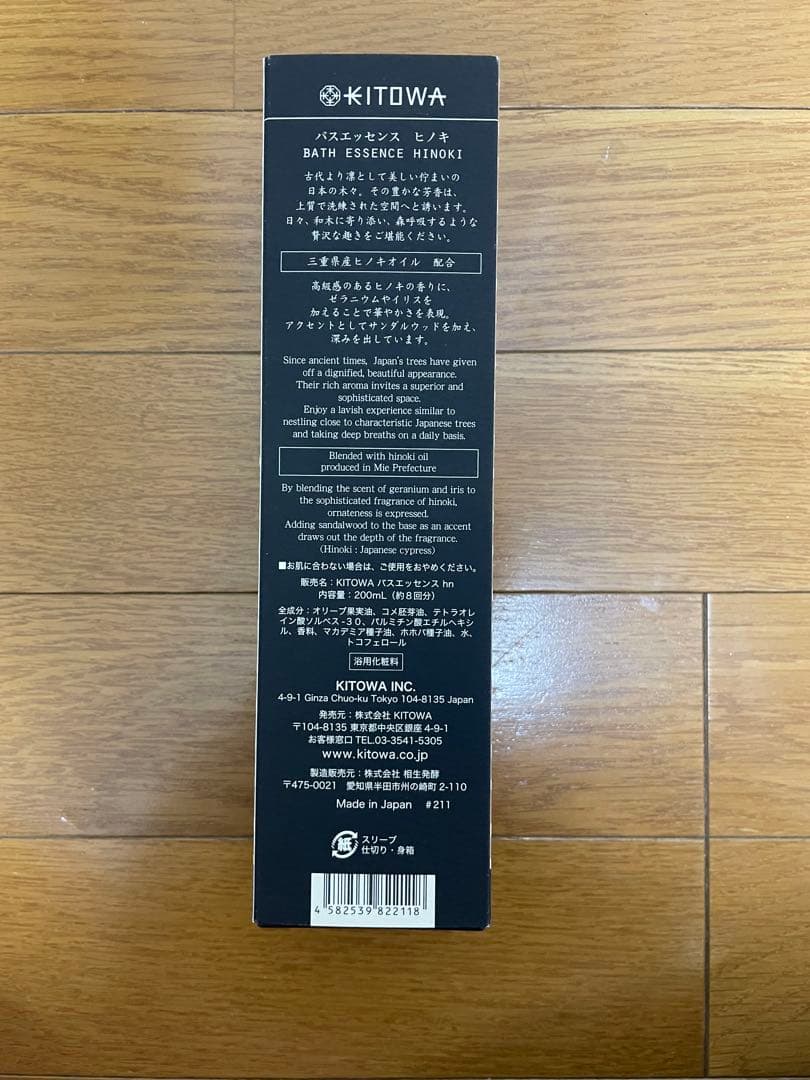 KITOWA
バスエッセンス ヒノキ
BATH ESSENCE HINOKI
古代より凛として美しい佇まいの
日本の木々。その豊かな芳香は、
上質で洗練された空間へと誘います。
日々、和木に寄り添い、森呼吸するような
贅沢な趣きをご堪能ください。
三重県産ヒノキオイル 配合
高級感のあるヒノキの香りに、
ゼラニウムやイリスを
加えることで華やかさを表現。
アクセントとしてサンダルウッドを加え、
深みを出しています。
Since ancient times, Japan's trees have given
off a dignified, beautiful appearance.
Their rich aroma invites a superior and
sophisticated space.
Enjoy a lavish experience similar to
nestling close to characteristic Japanese trees
and taking deep breaths on a daily basis.
Blended with hinoki oil
produced in Mie Prefecture
By blending the scent of geranium and iris to
the sophisticated fragrance of hinoki,
ornateness is expressed.
Adding sandalwood to the base as an accent
draws out the depth of the fragrance.
(Hinoki : Japanese cypress)
■お肌に合わない場合は、ご使用をおやめください。
販売名:KITOWA バスエッセンス hn
内容量:200mL(約8回分)
全成分:オリーブ果実油、コメ胚芽油、テトラオレ
イン酸ソルベス-30、パルミチン酸エチルヘキシ
ル、香料、マカデミア種子油、ホホバ種子油、水、
トコフェロール
浴用化粧料
KITOWA INC.
4-9-1 Ginza Chuo-ku Tokyo 104-8135 Japan
発売元:株式会社 KITOWA
〒104-8135 東京都中央区銀座 4-9-1
お客様窓口 TEL.03-3541-5305
www.kitowa.co.jp
製造販売元:株式会社 相生発酵
〒475-0021 愛知県半田市州の崎町 2-110
Made in Japan #211
紙 スリーブ
仕切り・身箱
4 582539 822118